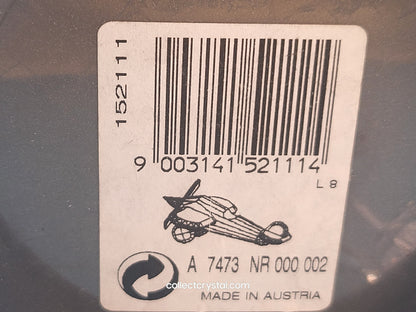 152111
9 003141 521114
L 8
A 7473 NR 000 002
collectcrystal.com
MADE IN AUSTRIA